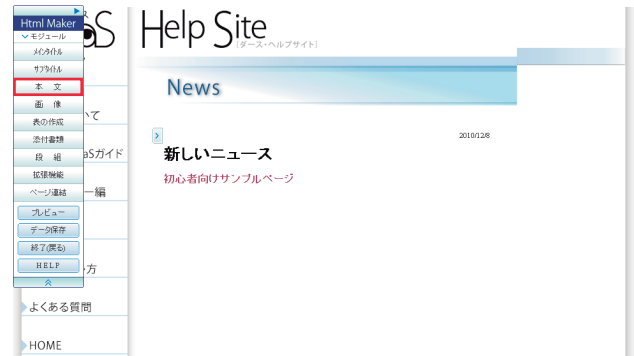 Html Maker
モジュール
メインタイトル
サブタイトル
本 文
画 像
表の作成
添付書類
段 組
拡張機能
ページ連結
プレビュー
データ保存
終了(戻る)
HELP
aS
いて
aSガイド
ー編
い方
よくある質問
HOME
Help Site
[ダース・ヘルプサイト]
News
2010/12/8
新しいニュース
初心者向けサンプルページ